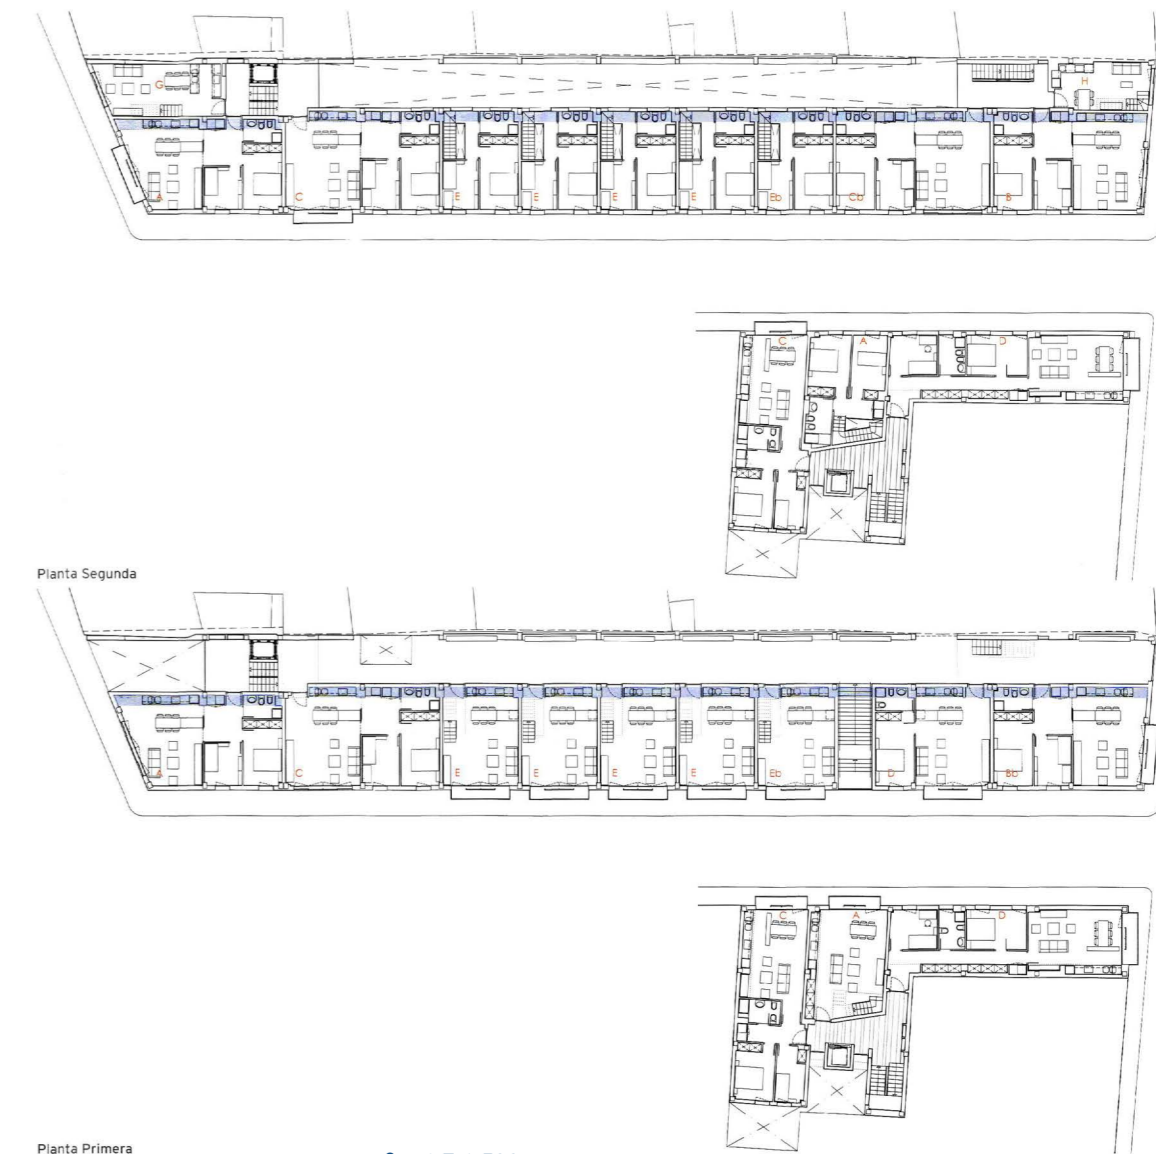 G H
A C E E E E Eb Cb B
C A D
Planta Segunda
A C E E E E Eb D Bb
C A D
Planta Primera